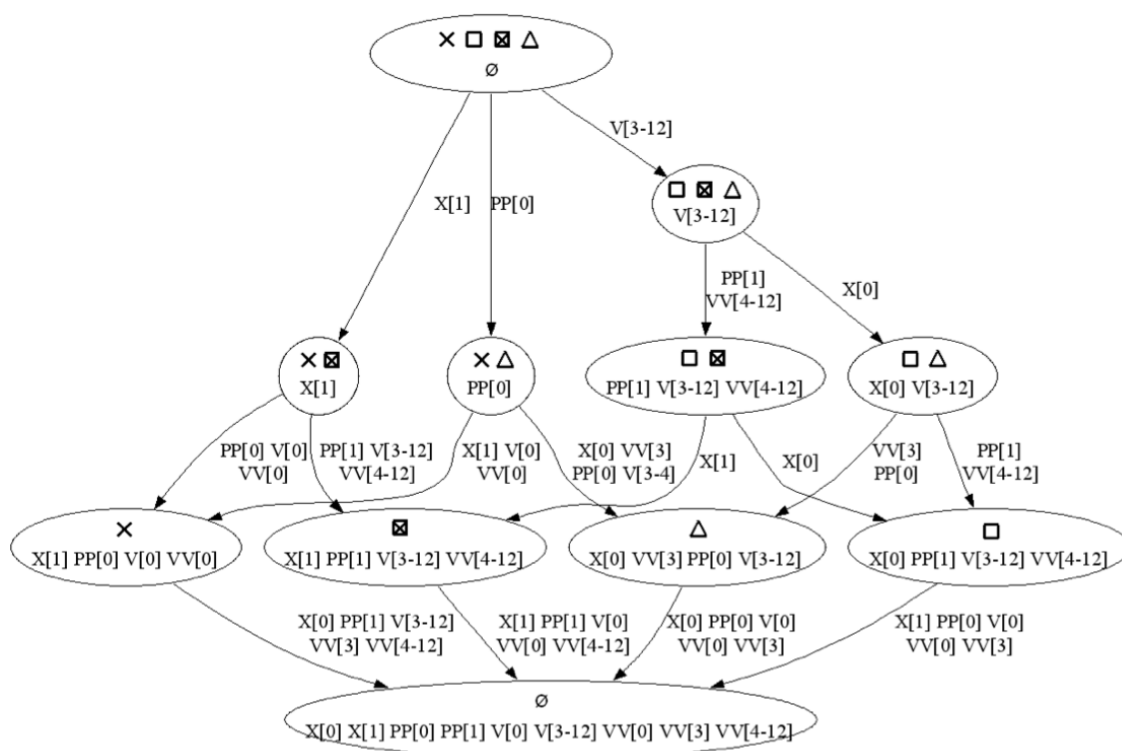 ∅
V[3-12]
X[1]
PP[0]
V[3-12]
PP[1]
VV[4-12]
X[0]
X[1]
PP[0]
PP[1] V[3-12] VV[4-12]
X[0] V[3-12]
PP[0] V[0]
VV[0]
PP[1] V[3-12]
VV[4-12]
X[1] V[0]
VV[0]
X[0] VV[3]
PP[0] V[3-4]
X[1]
X[0]
VV[3]
PP[0]
PP[1]
VV[4-12]
X[1] PP[0] V[0] VV[0]
X[1] PP[1] V[3-12] VV[4-12]
X[0] VV[3] PP[0] V[3-12]
X[0] PP[1] V[3-12] VV[4-12]
X[0] PP[1] V[3-12]
VV[3] VV[4-12]
X[1] PP[1] V[0]
VV[0] VV[4-12]
X[0] PP[0] V[0]
VV[0] VV[3]
X[1] PP[0] V[0]
VV[0] VV[3]
∅
X[0] X[1] PP[0] PP[1] V[0] V[3-12] VV[0] VV[3] VV[4-12]